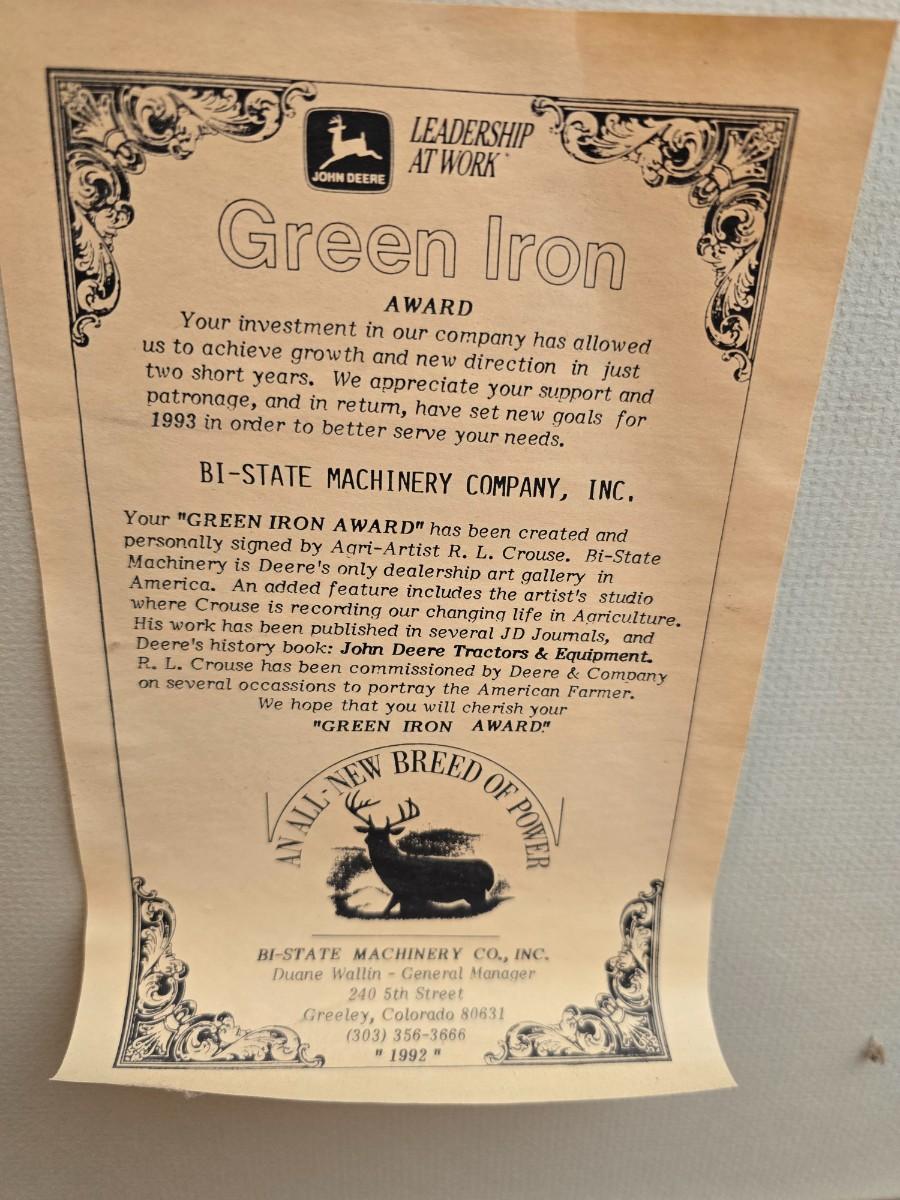 JOHN DEERE
LEADERSHIP
AT WORK
Green Iron
AWARD
Your investment in our company has allowed
us to achieve growth and new direction in just
two short years. We appreciate your support and
patronage, and in return, have set new goals for
1993 in order to better serve your needs.
BI-STATE MACHINERY COMPANY, INC.
Your "GREEN IRON AWARD" has been created and
personally signed by Agri-Artist R. L. Crouse. Bi-State
Machinery is Deere's only dealership art gallery in
America. An added feature includes the artist's studio
where Crouse is recording our changing life in Agriculture.
His work has been published in several JD Journals, and
Deere's history book: John Deere Tractors & Equipment.
R. L. Crouse has been commissioned by Deere & Company
on several occassions to portray the American Farmer.
We hope that you will cherish your
"GREEN IRON AWARD."
AN ALL-NEW BREED OF POWER
BI-STATE MACHINERY CO., INC.
Duane Wallin - General Manager
240 5th Street
Greeley, Colorado 80631
(303) 356-3666
" 1992 "